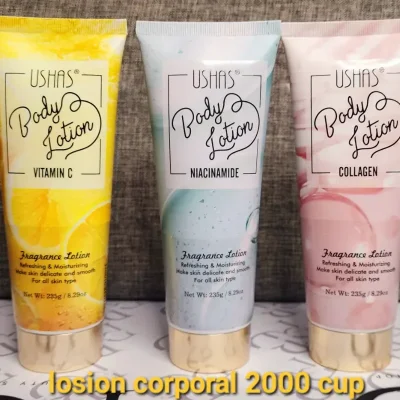 USHAS®
Body
Lotion
VITAMIN C
Fragrance Lotion
Refreshing & Moisturizing
Make skin delicate and smooth
For all skin type
Net Wt: 235g / 8.29oz
USHAS®
Body
Lotion
NIACINAMIDE
Fragrance Lotion
Refreshing & Moisturizing
Make skin delicate and smooth
For all skin type
Net Wt: 235g / 8.29oz
USHAS®
Body
Lotion
COLLAGEN
Fragrance Lotion
Refreshing & Moisturizing
Make skin delicate and smooth
For all skin type
Net Wt: 235g / 8.29oz
losion corporal 2000 cup